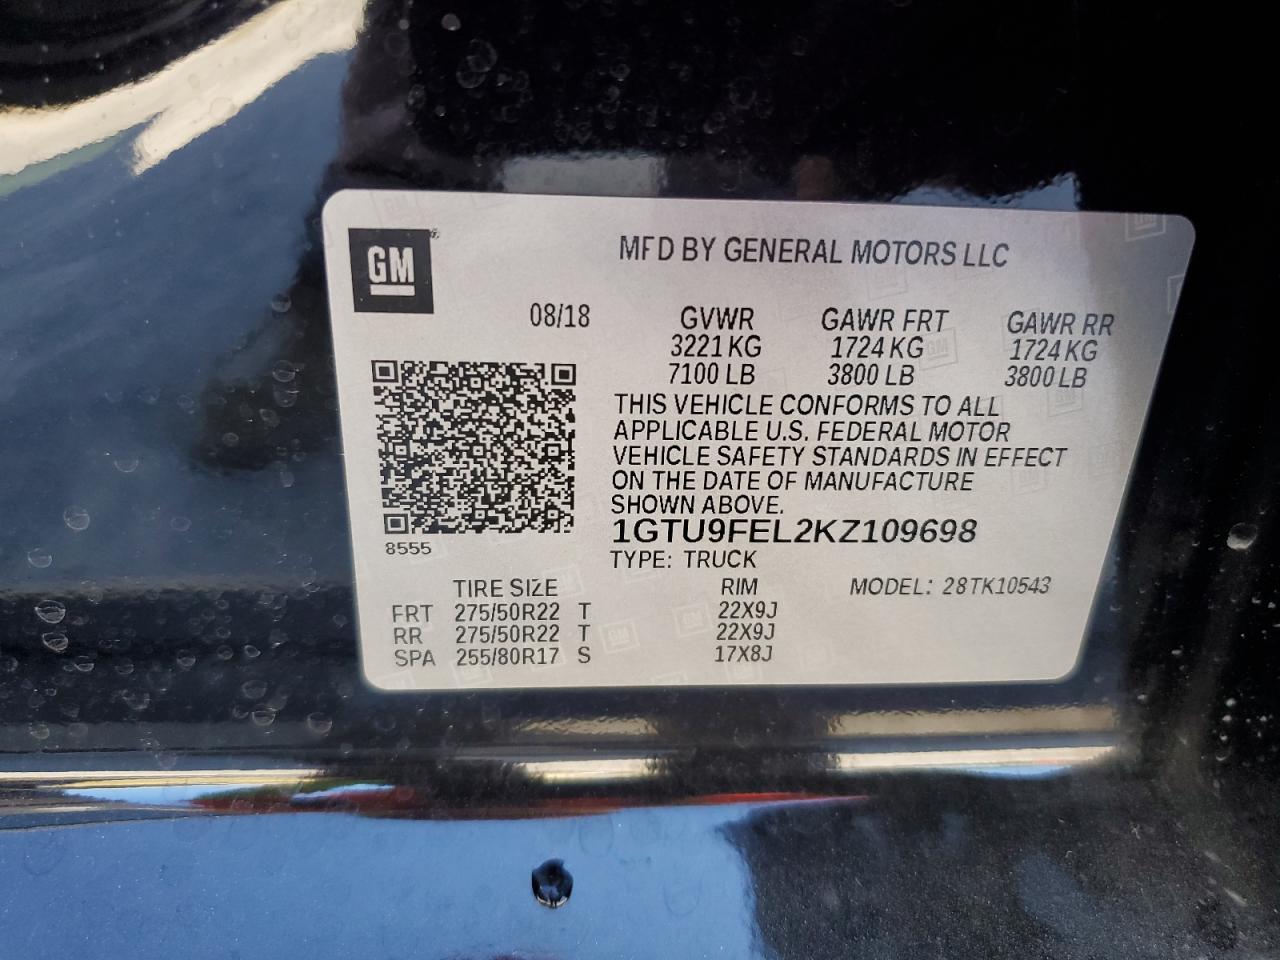 GM
MFD BY GENERAL MOTORS LLC
08/18 GVWR GAWR FRT GAWR RR
3221 KG 1724 KG 1724 KG
7100 LB 3800 LB 3800 LB
THIS VEHICLE CONFORMS TO ALL
APPLICABLE U.S. FEDERAL MOTOR
VEHICLE SAFETY STANDARDS IN EFFECT
ON THE DATE OF MANUFACTURE
SHOWN ABOVE.
1GTU9FEL2KZ109698
8555
TYPE: TRUCK
TIRE SIZE RIM MODEL: 28TK10543
FRT 275/50R22 T 22X9J
RR 275/50R22 T 22X9J
SPA 255/80R17 S 17X8J